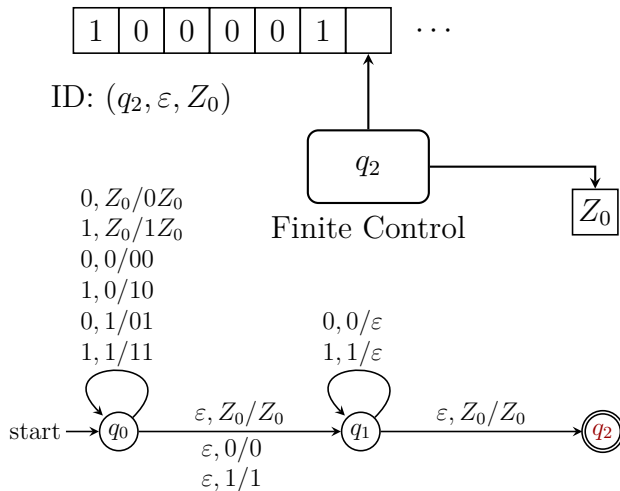 1 0 0 0 0 1 ⋯
ID: (q₂, ε, Z₀)
q₂
Z₀
Finite Control
0, Z₀/0Z₀
1, Z₀/1Z₀
0, 0/00
1, 0/10
0, 1/01
1, 1/11
0, 0/ε
1, 1/ε
start
q₀
ε, Z₀/Z₀
ε, 0/0
ε, 1/1
q₁
ε, Z₀/Z₀
q₂